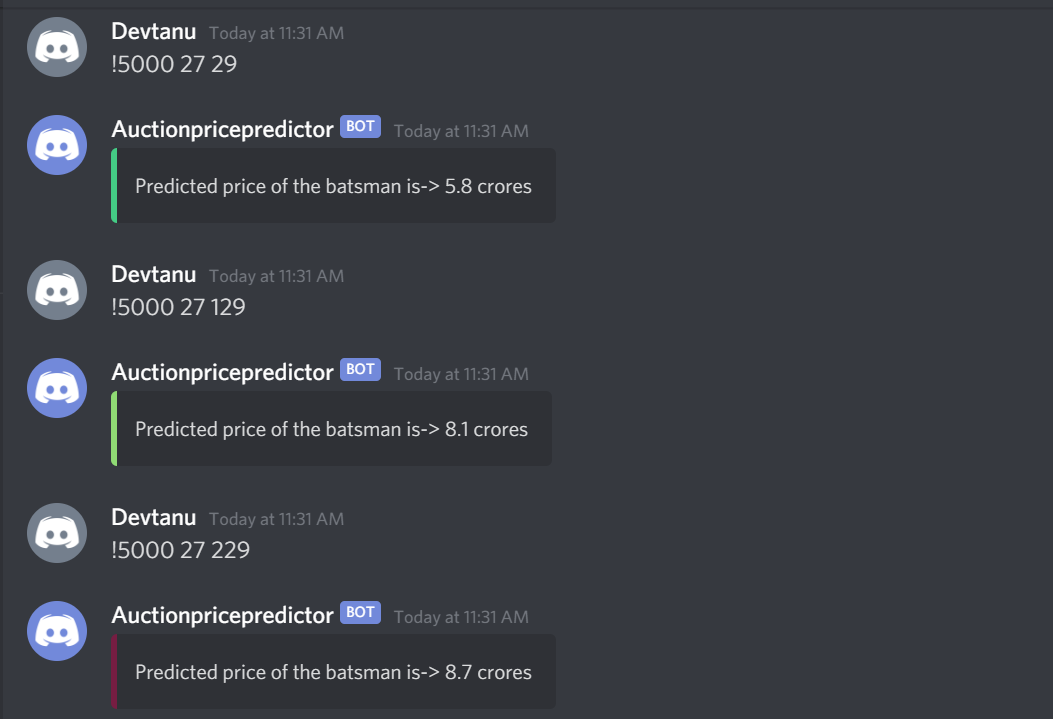 Devtanu Today at 11:31 AM
!5000 27 29
Auctionpricepredictor BOT Today at 11:31 AM
Predicted price of the batsman is-> 5.8 crores
Devtanu Today at 11:31 AM
!5000 27 129
Auctionpricepredictor BOT Today at 11:31 AM
Predicted price of the batsman is-> 8.1 crores
Devtanu Today at 11:31 AM
!5000 27 229
Auctionpricepredictor BOT Today at 11:31 AM
Predicted price of the batsman is-> 8.7 crores